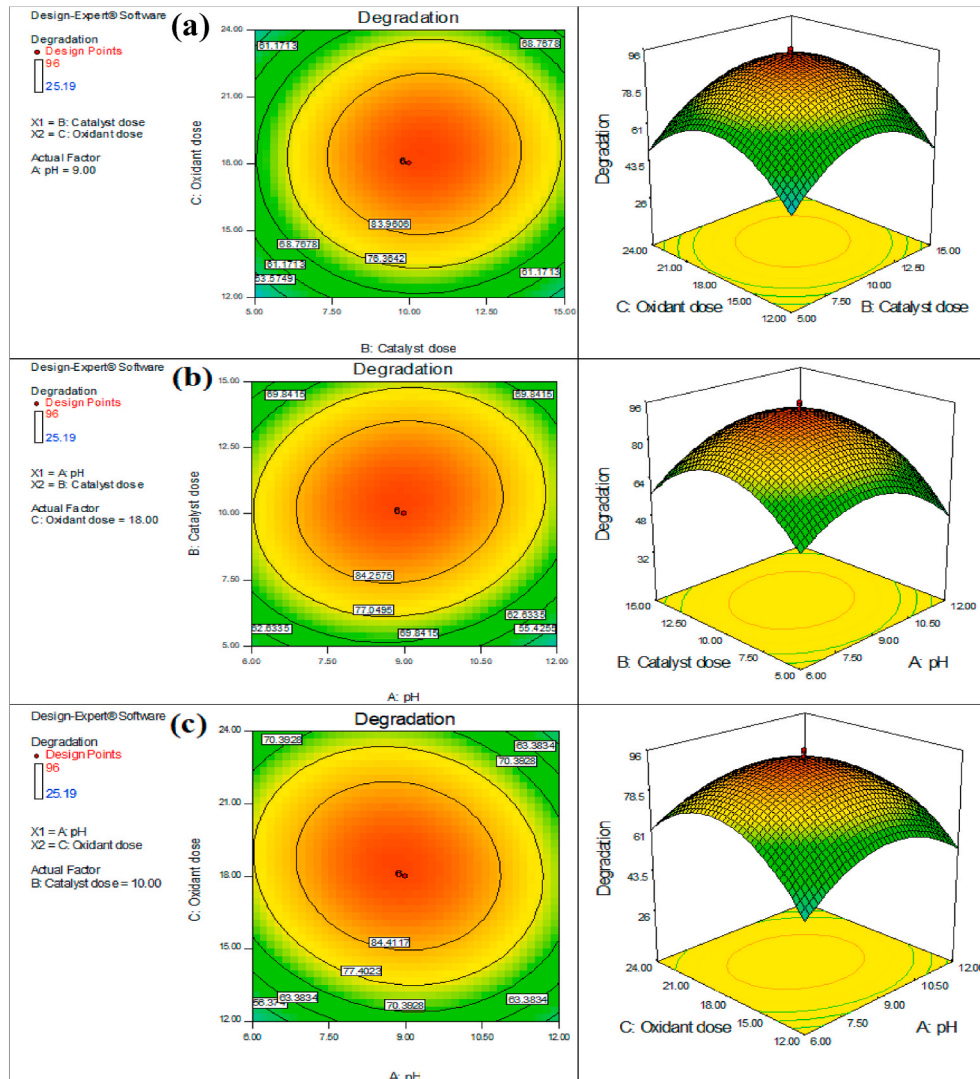 Design-Expert® Software
Degradation
Design Points
96
25.19
X1 = B: Catalyst dose
X2 = C: Oxidant dose
Actual Factor
A: pH = 9.00
(a)
Degradation
24.00
21.00
18.00
15.00
12.00
C: Oxidant dose
61.1713
68.7678
6
83.9606
76.3642
68.7678
61.1713
53.5749
61.1713
5.00 7.50 10.00 12.50 15.00
B: Catalyst dose
96
78.5
61
43.5
26
Degradation
24.00
21.00
18.00
15.00
12.00
C: Oxidant dose
5.00
7.50
10.00
12.50
15.00
B: Catalyst dose
Design-Expert® Software
Degradation
Design Points
96
25.19
X1 = A: pH
X2 = B: Catalyst dose
Actual Factor
C: Oxidant dose = 18.00
(b)
Degradation
15.00
12.50
10.00
7.50
5.00
B: Catalyst dose
69.8415
69.8415
6
84.2575
77.0495
62.6335
69.8415
62.6335
55.4255
6.00 7.50 9.00 10.50 12.00
A: pH
96
80
64
48
32
Degradation
15.00
12.50
10.00
7.50
5.00
B: Catalyst dose
6.00
7.50
9.00
10.50
12.00
A: pH
Design-Expert® Software
Degradation
Design Points
96
25.19
X1 = A: pH
X2 = C: Oxidant dose
Actual Factor
B: Catalyst dose = 10.00
(c)
Degradation
24.00
21.00
18.00
15.00
12.00
C: Oxidant dose
70.3928
63.3834
70.3928
6
84.4117
77.4023
63.3834
56.374
70.3928
63.3834
6.00 7.50 9.00 10.50 12.00
A: pH
96
78.5
61
43.5
26
Degradation
24.00
21.00
18.00
15.00
12.00
C: Oxidant dose
6.00
7.50
9.00
10.50
12.00
A: pH